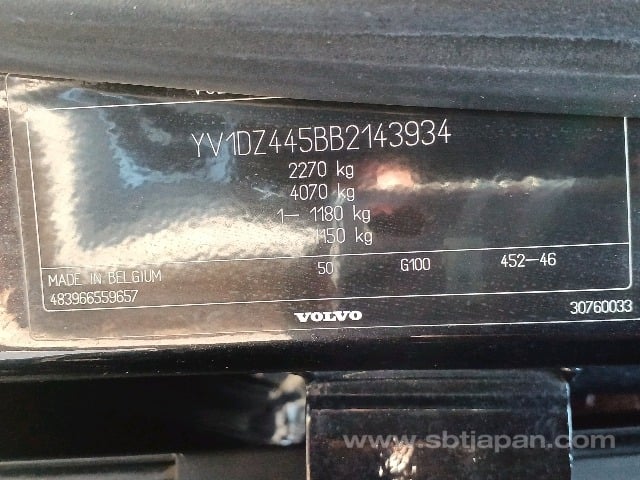 YV1DZ445BB2143934
2270 kg
4070 kg
1– 1180 kg
1150 kg
50 G100 452–46
MADE IN BELGIUM
483966559657
VOLVO
30760033
www.sbtjapan.com